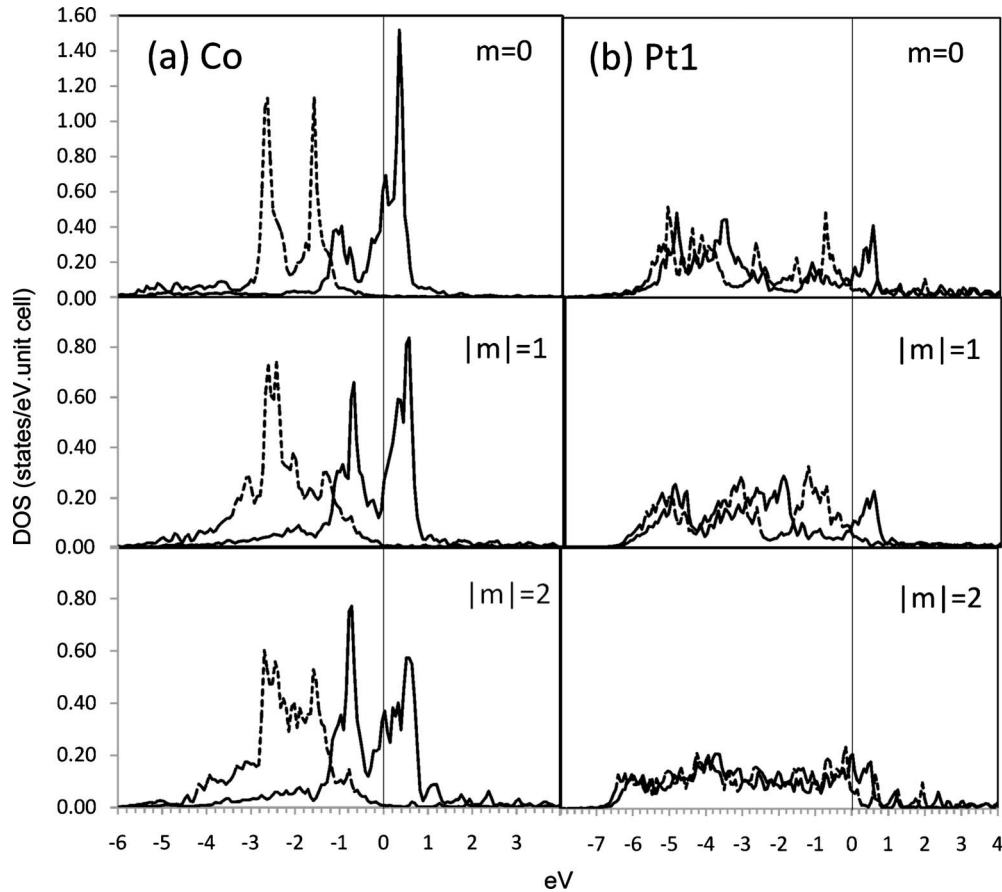 1.60
1.40
1.20
1.00
0.80
0.60
0.40
0.20
0.00
(a) Co
m=0
(b) Pt1
m=0
0.80
0.60
0.40
0.20
0.00
|m|=1
|m|=1
0.80
0.60
0.40
0.20
0.00
|m|=2
|m|=2
DOS (states/eV.unit cell)
-6 -5 -4 -3 -2 -1 0 1 2 3
-7 -6 -5 -4 -3 -2 -1 0 1 2 3 4
eV